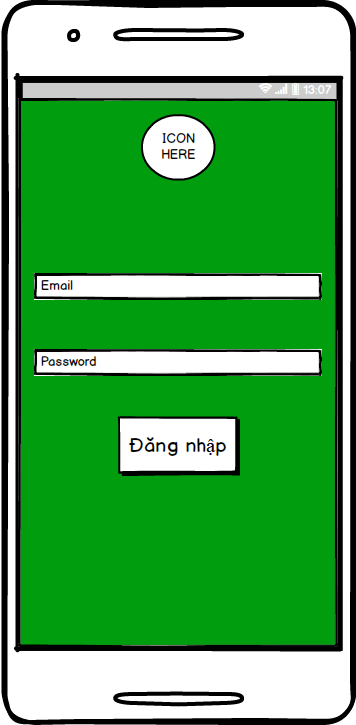 13:07
ICON
HERE
Email
Password
Đăng nhập